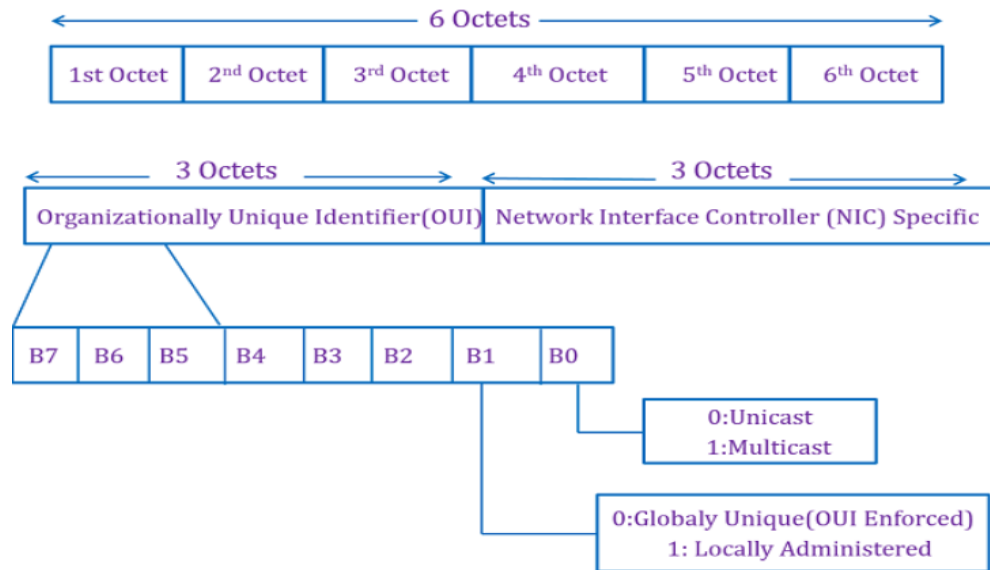 6 Octets
1st Octet 2nd Octet 3rd Octet 4th Octet 5th Octet 6th Octet
3 Octets 3 Octets
Organizationally Unique Identifier(OUI) Network Interface Controller (NIC) Specific
B7 B6 B5 B4 B3 B2 B1 B0
0:Unicast
1:Multicast
0:Globaly Unique(OUI Enforced)
1: Locally Administered